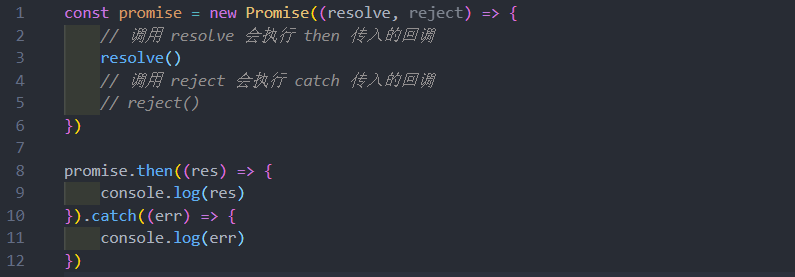 1 const promise = new Promise((resolve, reject) => {
2 // 调用 resolve 会执行 then 传入的回调
3 resolve()
4 // 调用 reject 会执行 catch 传入的回调
5 // reject()
6 })
7
8 promise.then((res) => {
9 console.log(res)
10 }).catch((err) => {
11 console.log(err)
12 })